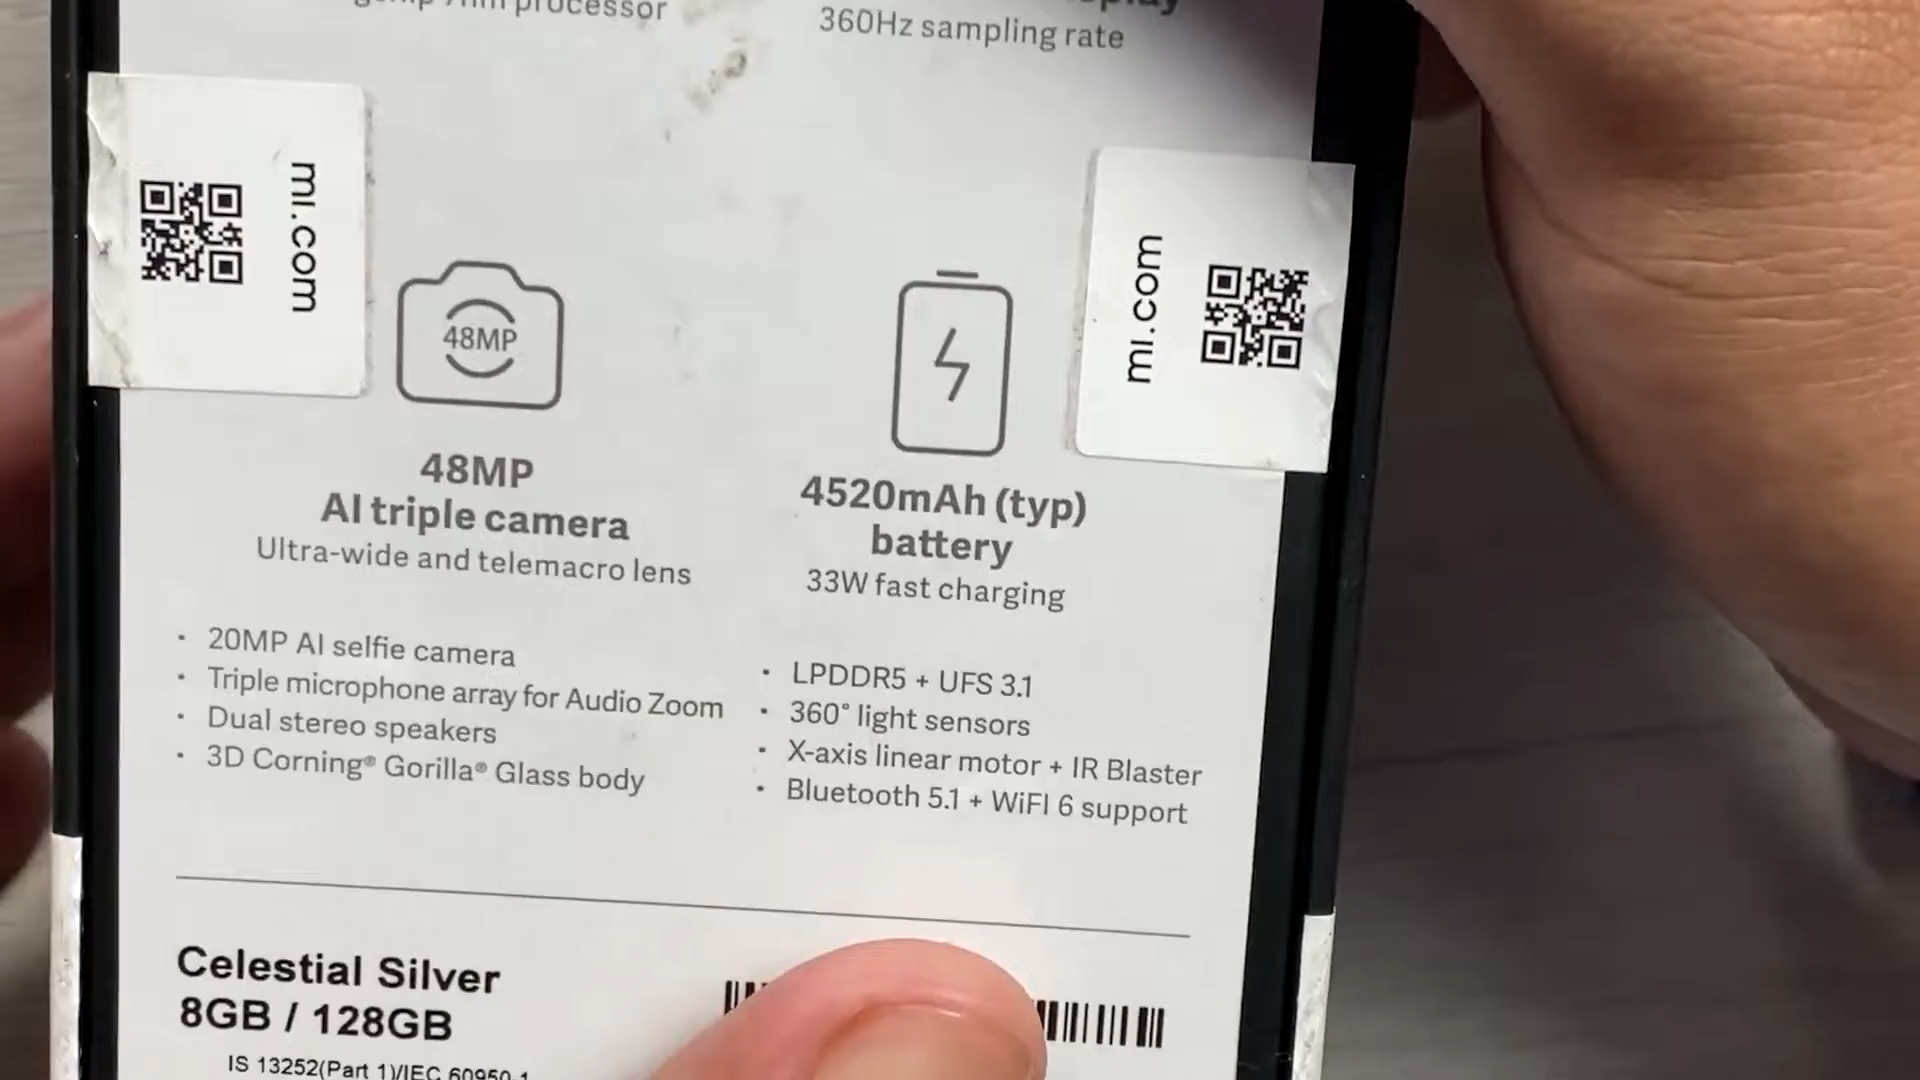 processor
360Hz sampling rate
mi.com
mi.com
48MP
48MP
AI triple camera
Ultra-wide and telemacro lens
4520mAh (typ)
battery
33W fast charging
• 20MP AI selfie camera
• Triple microphone array for Audio Zoom
• Dual stereo speakers
• 3D Corning® Gorilla® Glass body
• LPDDR5 + UFS 3.1
• 360° light sensors
• X-axis linear motor + IR Blaster
• Bluetooth 5.1 + WiFI 6 support
Celestial Silver
8GB / 128GB
IS 13252(Part 1)/IEC 60950-1